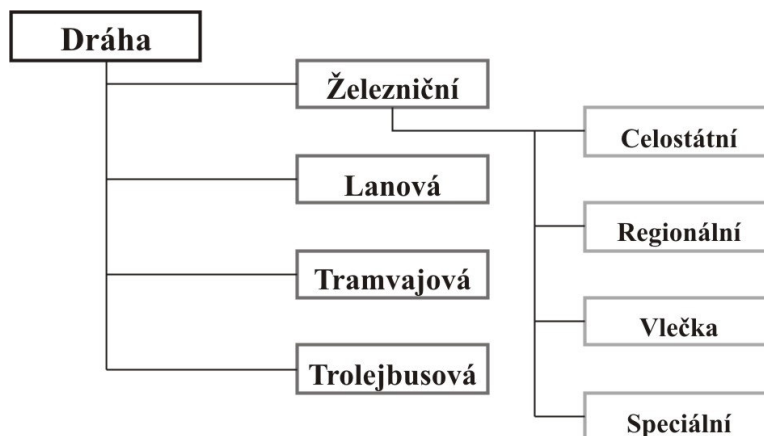 Dráha
Železniční
Celostátní
Lanová
Regionální
Tramvajová
Vlečka
Trolejbusová
Speciální